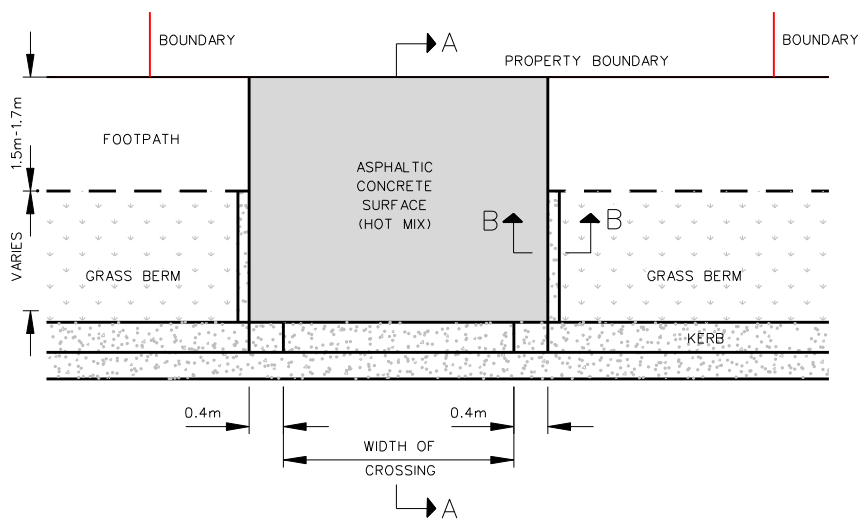 BOUNDARY
A
PROPERTY BOUNDARY
BOUNDARY
1.5m-1.7m
FOOTPATH
ASPHALTIC
CONCRETE
SURFACE
(HOT MIX)
B
B
VARIES
GRASS BERM
GRASS BERM
KERB
0.4m
0.4m
WIDTH OF
CROSSING
A